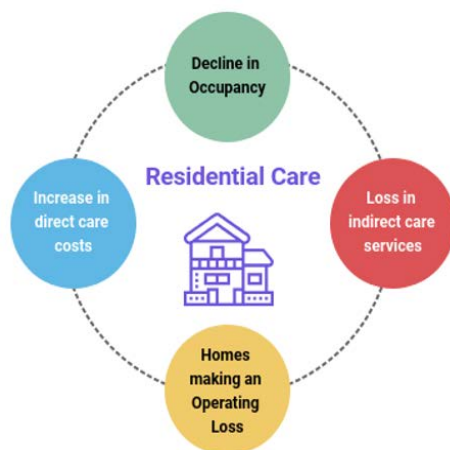 Decline in
Occupancy
Residential Care
Increase in
direct care
costs
Loss in
indirect care
services
Homes
making an
Operating
Loss